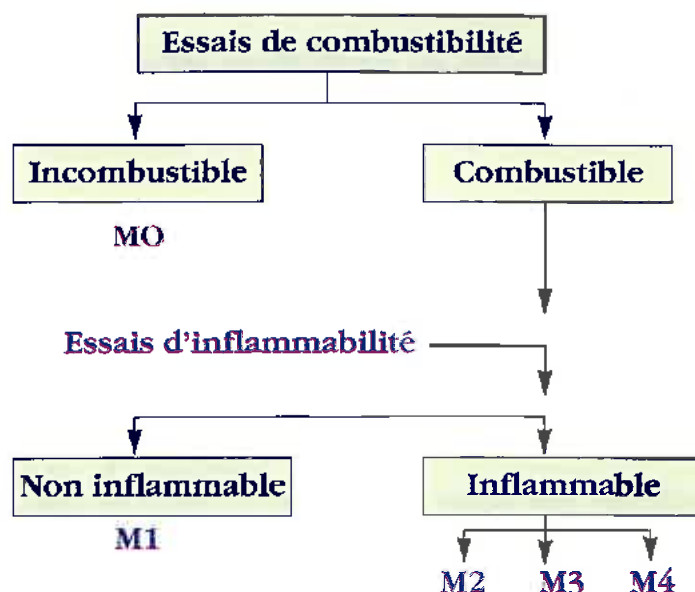 Essais de combustibilité
Incombustible
Combustible
MO
Essais d'inflammabilité
Non inflammable
Inflammable
M1
M2 M3 M4